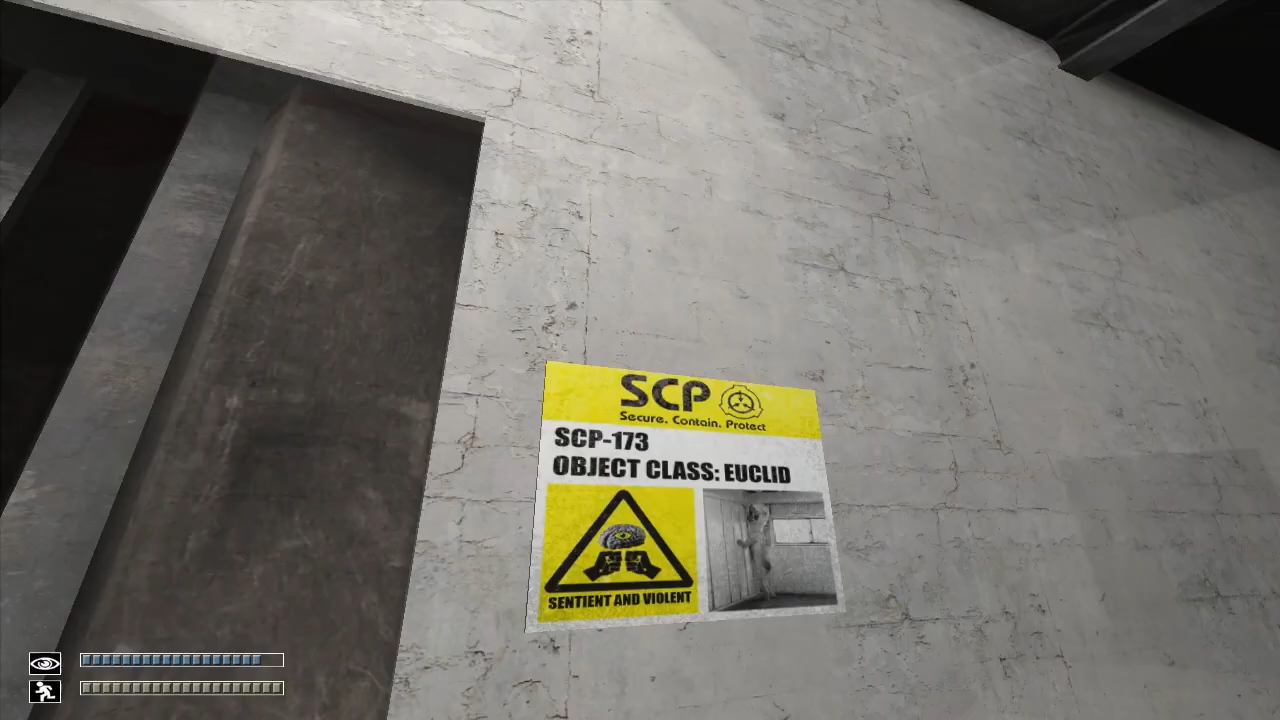 SCP
Secure. Contain. Protect
SCP-173
OBJECT CLASS: EUCLID
SENTIENT AND VIOLENT